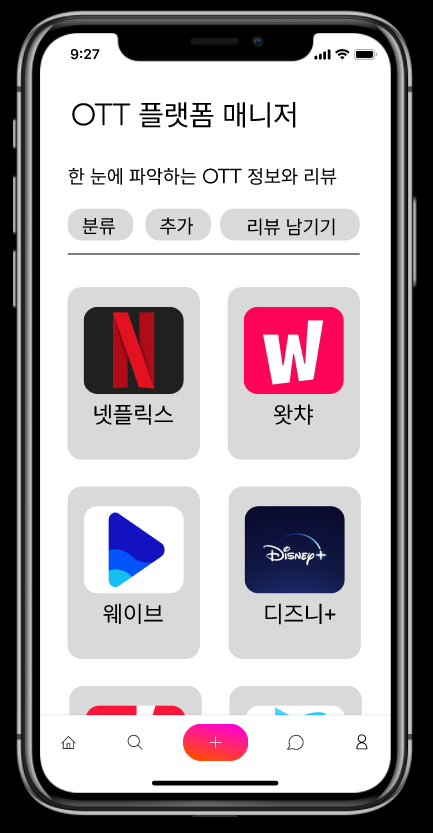 9:27
OTT 플랫폼 매니저
한 눈에 파악하는 OTT 정보와 리뷰
분류 추가 리뷰 남기기
N W
넷플릭스 왓챠
Disney+
웨이브 디즈니+